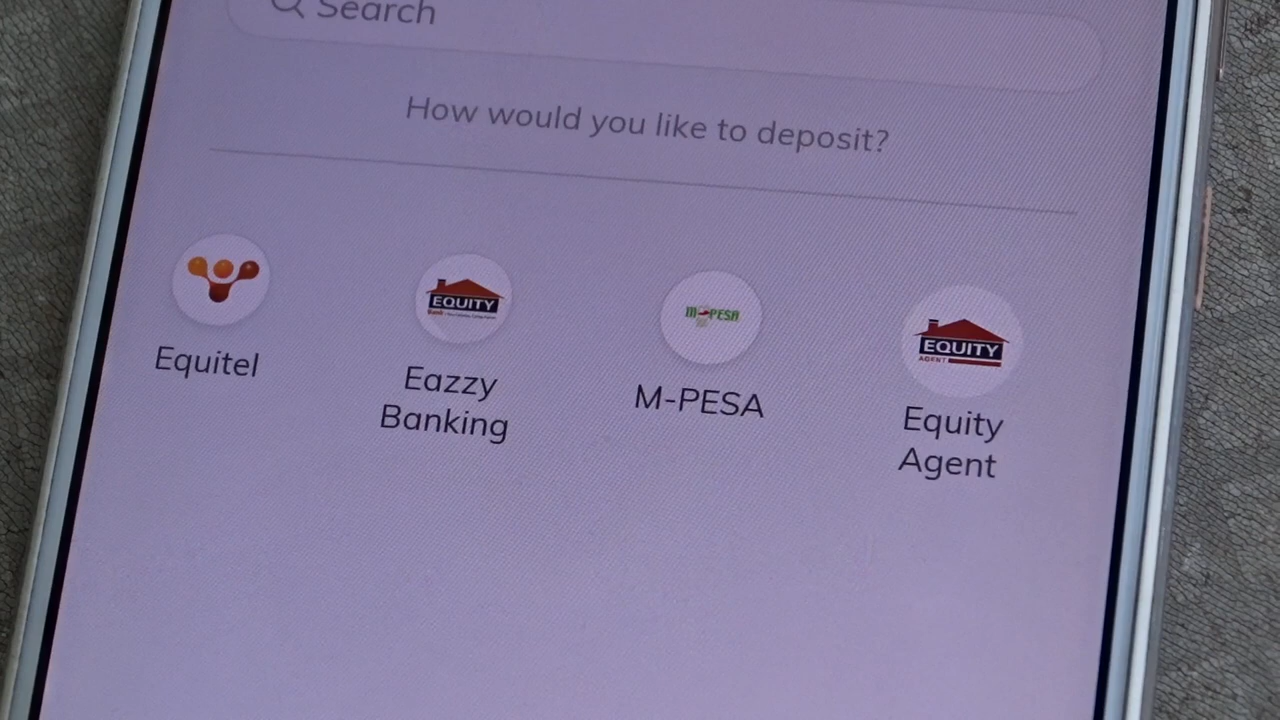 Search
How would you like to deposit?
Equitel
EQUITY
Eazzy
Banking
M-PESA
M-PESA
EQUITY
AGENT
Equity
Agent